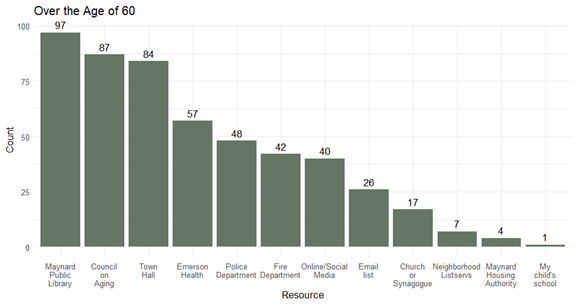 Over the Age of 60
100
75
50
25
0
Count
97
87
84
57
48
42
40
26
17
7
4
1
Maynard
Public
Library
Council
on
Aging
Town
Hall
Emerson
Health
Police
Department
Fire
Department
Online/Social
Media
Email
list
Church
or
Synagogue
Neighborhood
Listservs
Maynard
Housing
Authority
My
child's
school
Resource